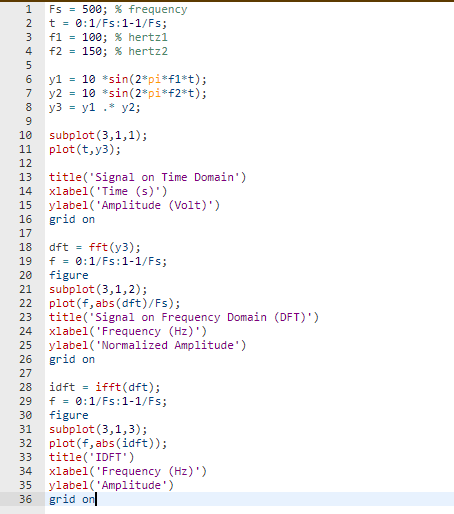 1 Fs = 500; % frequency
2 t = 0:1/Fs:1-1/Fs;
3 f1 = 100; % hertz1
4 f2 = 150; % hertz2
5
6 y1 = 10 *sin(2*pi*f1*t);
7 y2 = 10 *sin(2*pi*f2*t);
8 y3 = y1 .* y2;
9
10 subplot(3,1,1);
11 plot(t,y3);
12
13 title('Signal on Time Domain')
14 xlabel('Time (s)')
15 ylabel('Amplitude (Volt)')
16 grid on
17
18 dft = fft(y3);
19 f = 0:1/Fs:1-1/Fs;
20 figure
21 subplot(3,1,2);
22 plot(f,abs(dft)/Fs);
23 title('Signal on Frequency Domain (DFT)')
24 xlabel('Frequency (Hz)')
25 ylabel('Normalized Amplitude')
26 grid on
27
28 idft = ifft(dft);
29 f = 0:1/Fs:1-1/Fs;
30 figure
31 subplot(3,1,3);
32 plot(f,abs(idft));
33 title('IDFT')
34 xlabel('Frequency (Hz)')
35 ylabel('Amplitude')
36 grid on